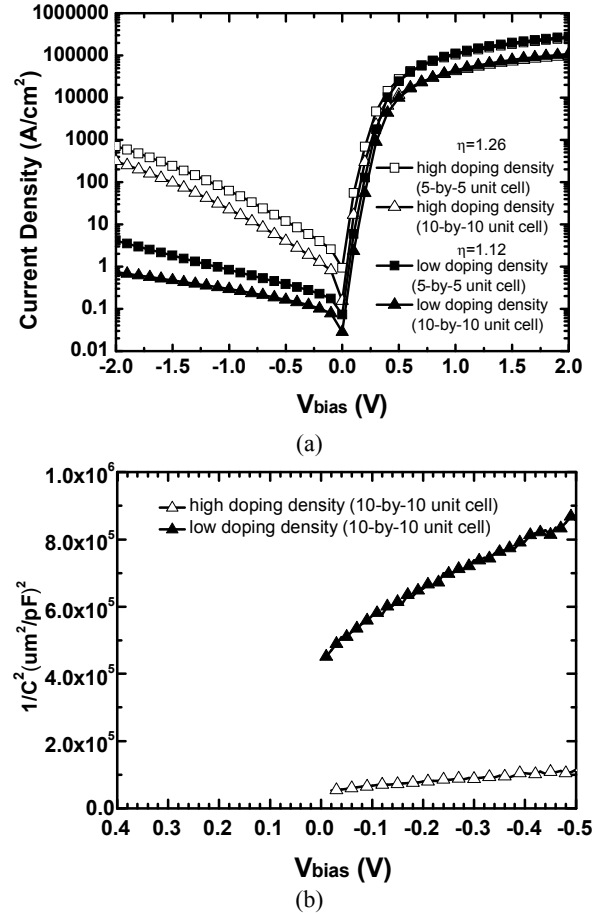 Current Density (A/cm²)
1000000
100000
10000
1000
100
10
1
0.1
0.01
η=1.26
high doping density
(5-by-5 unit cell)
high doping density
(10-by-10 unit cell)
η=1.12
low doping density
(5-by-5 unit cell)
low doping density
(10-by-10 unit cell)
-2.0 -1.5 -1.0 -0.5 0.0 0.5 1.0 1.5 2.0
Vbias (V)
(a)
1/C² (um²/pF)²
1.0x10⁶
8.0x10⁵
6.0x10⁵
4.0x10⁵
2.0x10⁵
0.0
high doping density (10-by-10 unit cell)
low doping density (10-by-10 unit cell)
0.4 0.3 0.2 0.1 0.0 -0.1 -0.2 -0.3 -0.4 -0.5
Vbias (V)
(b)